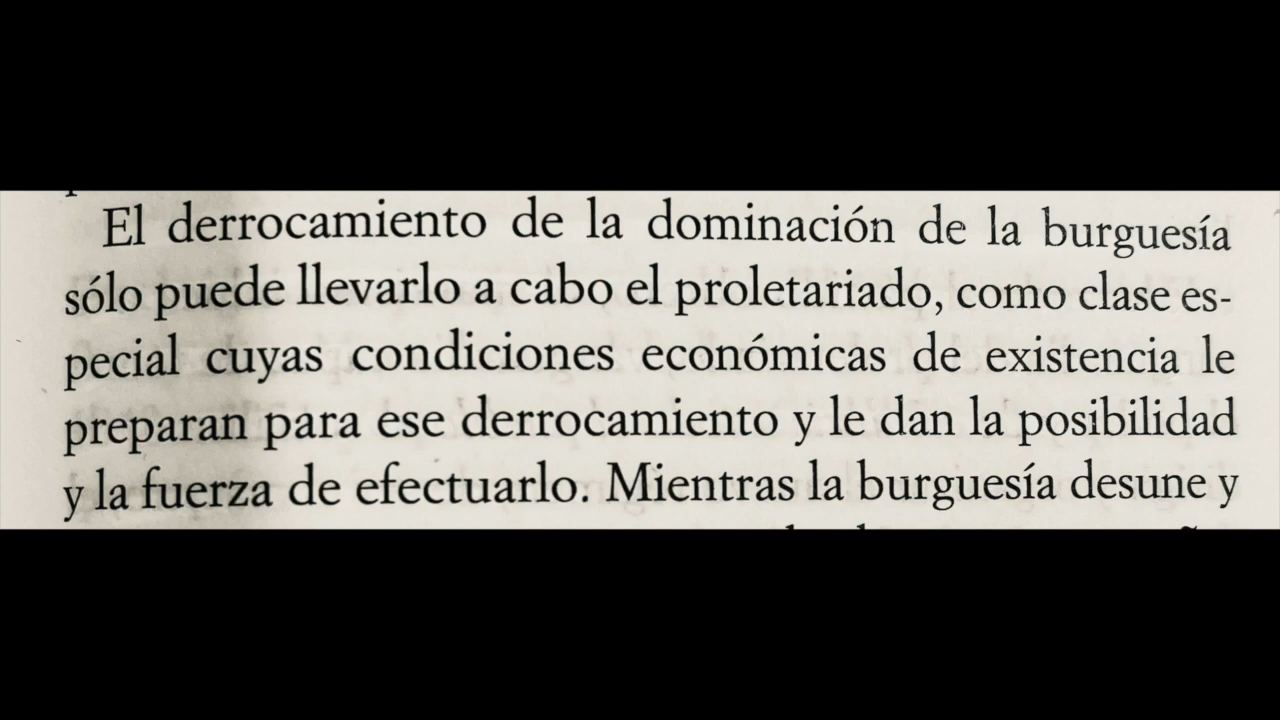 El derrocamiento de la dominación de la burguesía
sólo puede llevarlo a cabo el proletariado, como clase es-
pecial cuyas condiciones económicas de existencia le
preparan para ese derrocamiento y le dan la posibilidad
y la fuerza de efectuarlo. Mientras la burguesía desune y